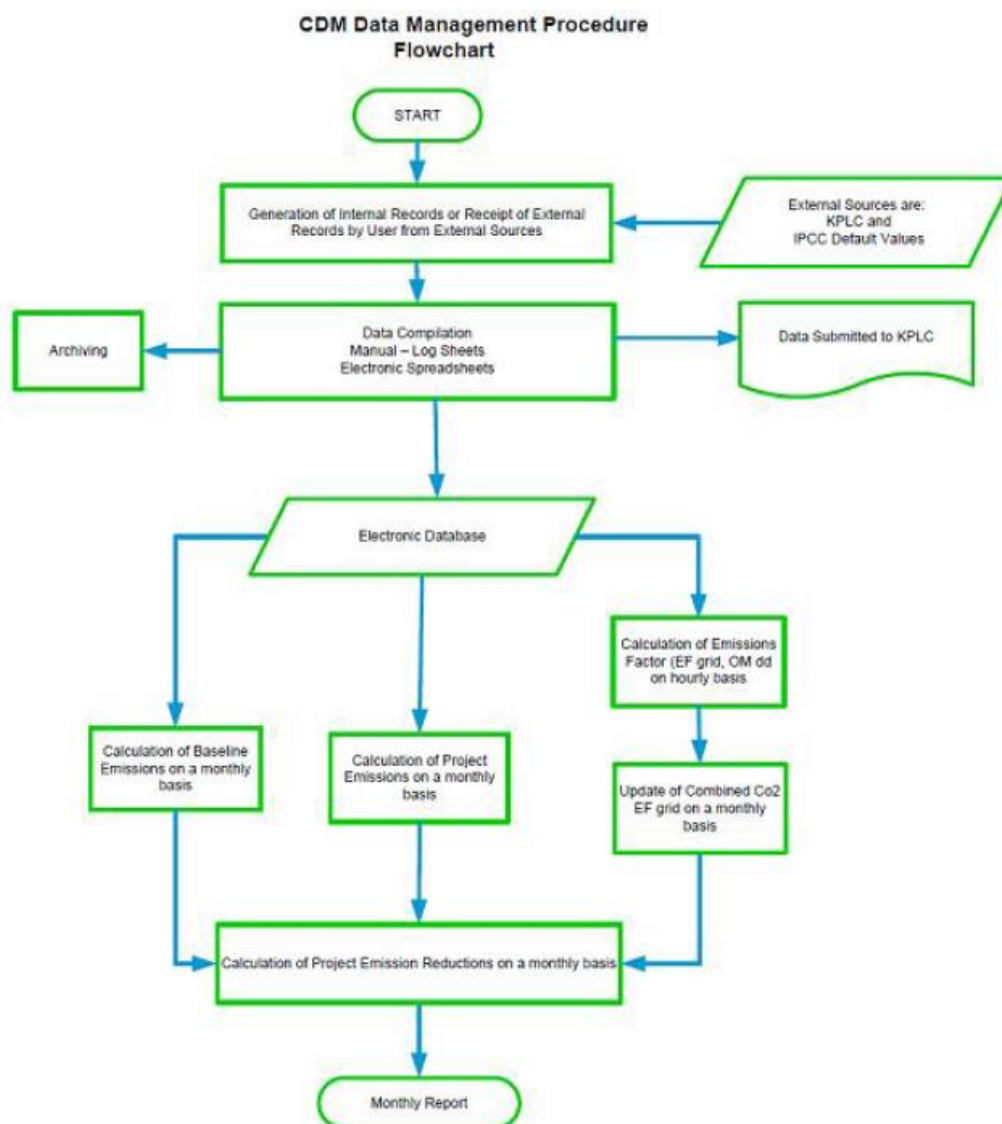 CDM Data Management Procedure
Flowchart
START
Generation of Internal Records or Receipt of External
Records by User from External Sources
External Sources are:
KPLC and
IPCC Default Values
Archiving
Data Compilation
Manual – Log Sheets
Electronic Spreadsheets
Data Submitted to KPLC
Electronic Database
Calculation of Emissions
Factor (EF grid, OM dd
on hourly basis
Calculation of Baseline
Emissions on a monthly
basis
Calculation of Project
Emissions on a monthly
basis
Update of Combined Co2
EF grid on a monthly
basis
Calculation of Project Emission Reductions on a monthly basis
Monthly Report